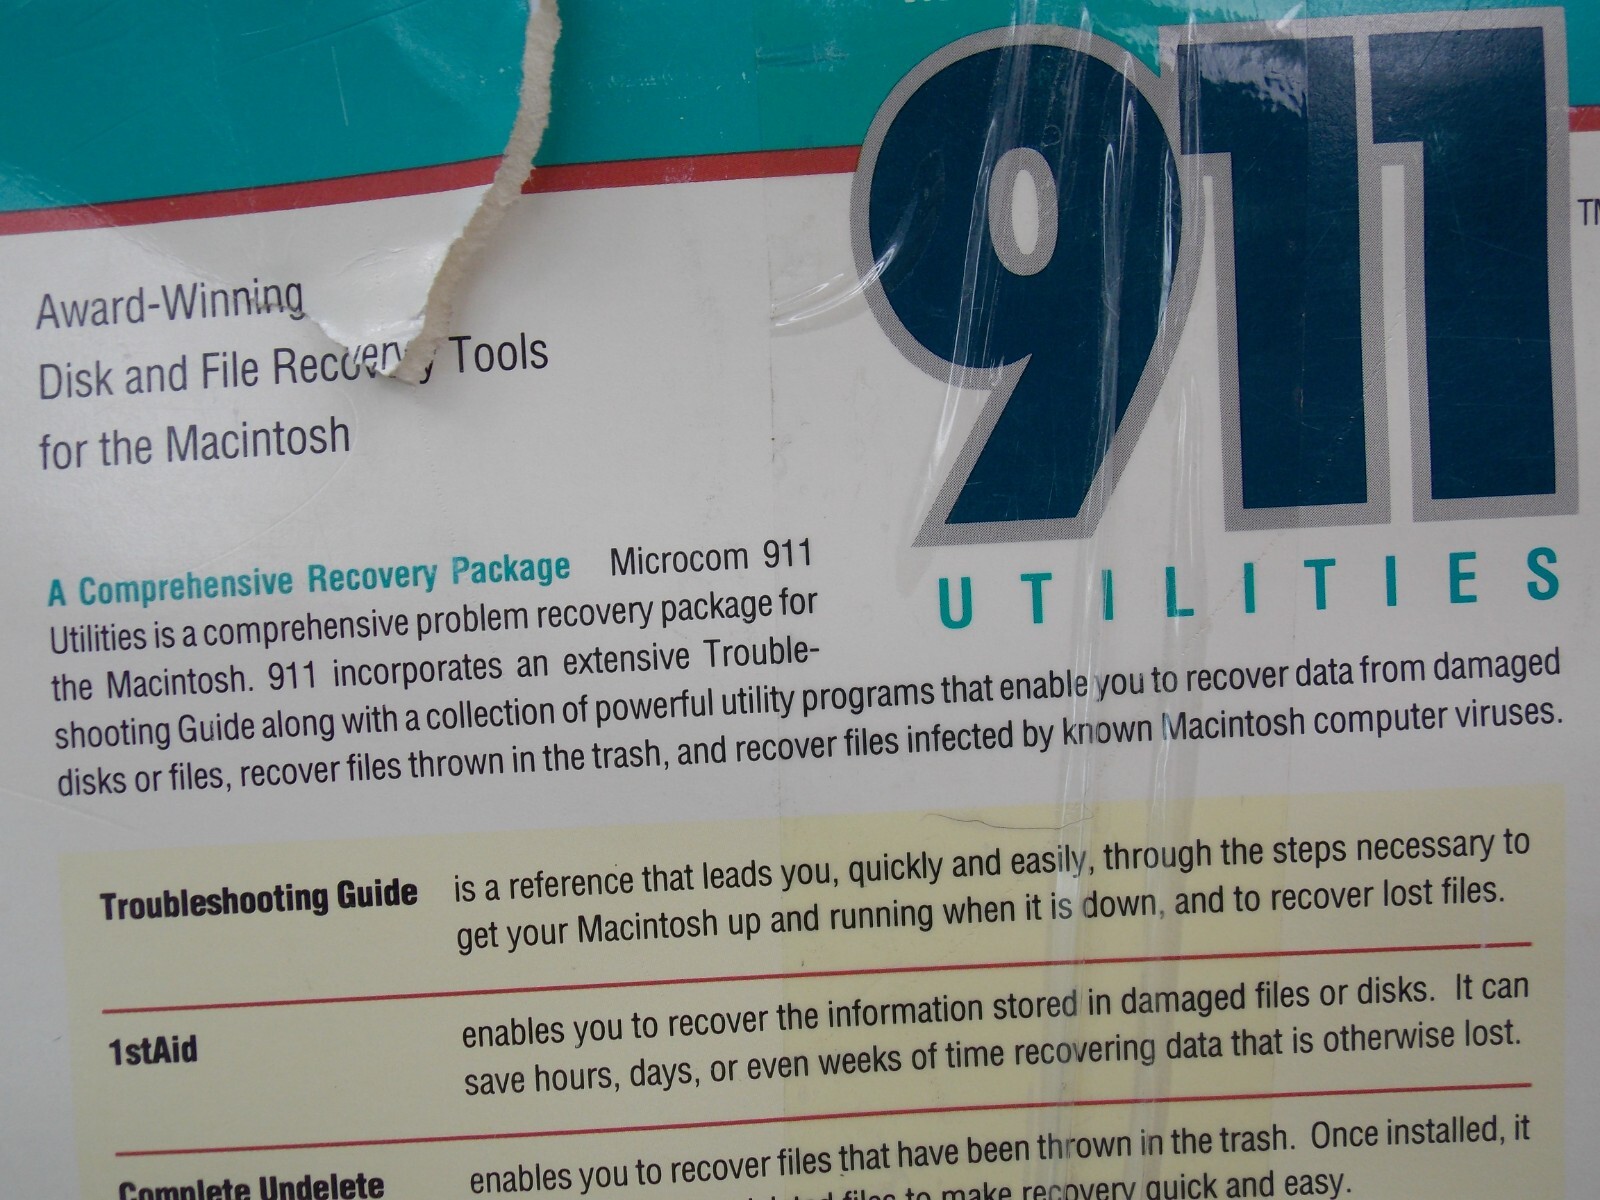 911
TM
UTILITIES
Award-Winning
Disk and File Recovery Tools
for the Macintosh
A Comprehensive Recovery Package Microcom 911
Utilities is a comprehensive problem recovery package for
the Macintosh. 911 incorporates an extensive Trouble-
shooting Guide along with a collection of powerful utility programs that enable you to recover data from damaged
disks or files, recover files thrown in the trash, and recover files infected by known Macintosh computer viruses.
Troubleshooting Guide is a reference that leads you, quickly and easily, through the steps necessary to
get your Macintosh up and running when it is down, and to recover lost files.
1stAid enables you to recover the information stored in damaged files or disks. It can
save hours, days, or even weeks of time recovering data that is otherwise lost.
Complete Undelete enables you to recover files that have been thrown in the trash. Once installed, it
files to make recovery quick and easy.